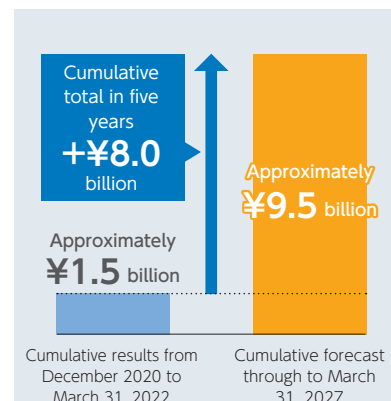 Cumulative
total in five
years
+¥8.0
billion
Approximately
¥9.5 billion
Approximately
¥1.5 billion
Cumulative results from
December 2020 to
March 31, 2022
Cumulative forecast
through to March
31, 2027